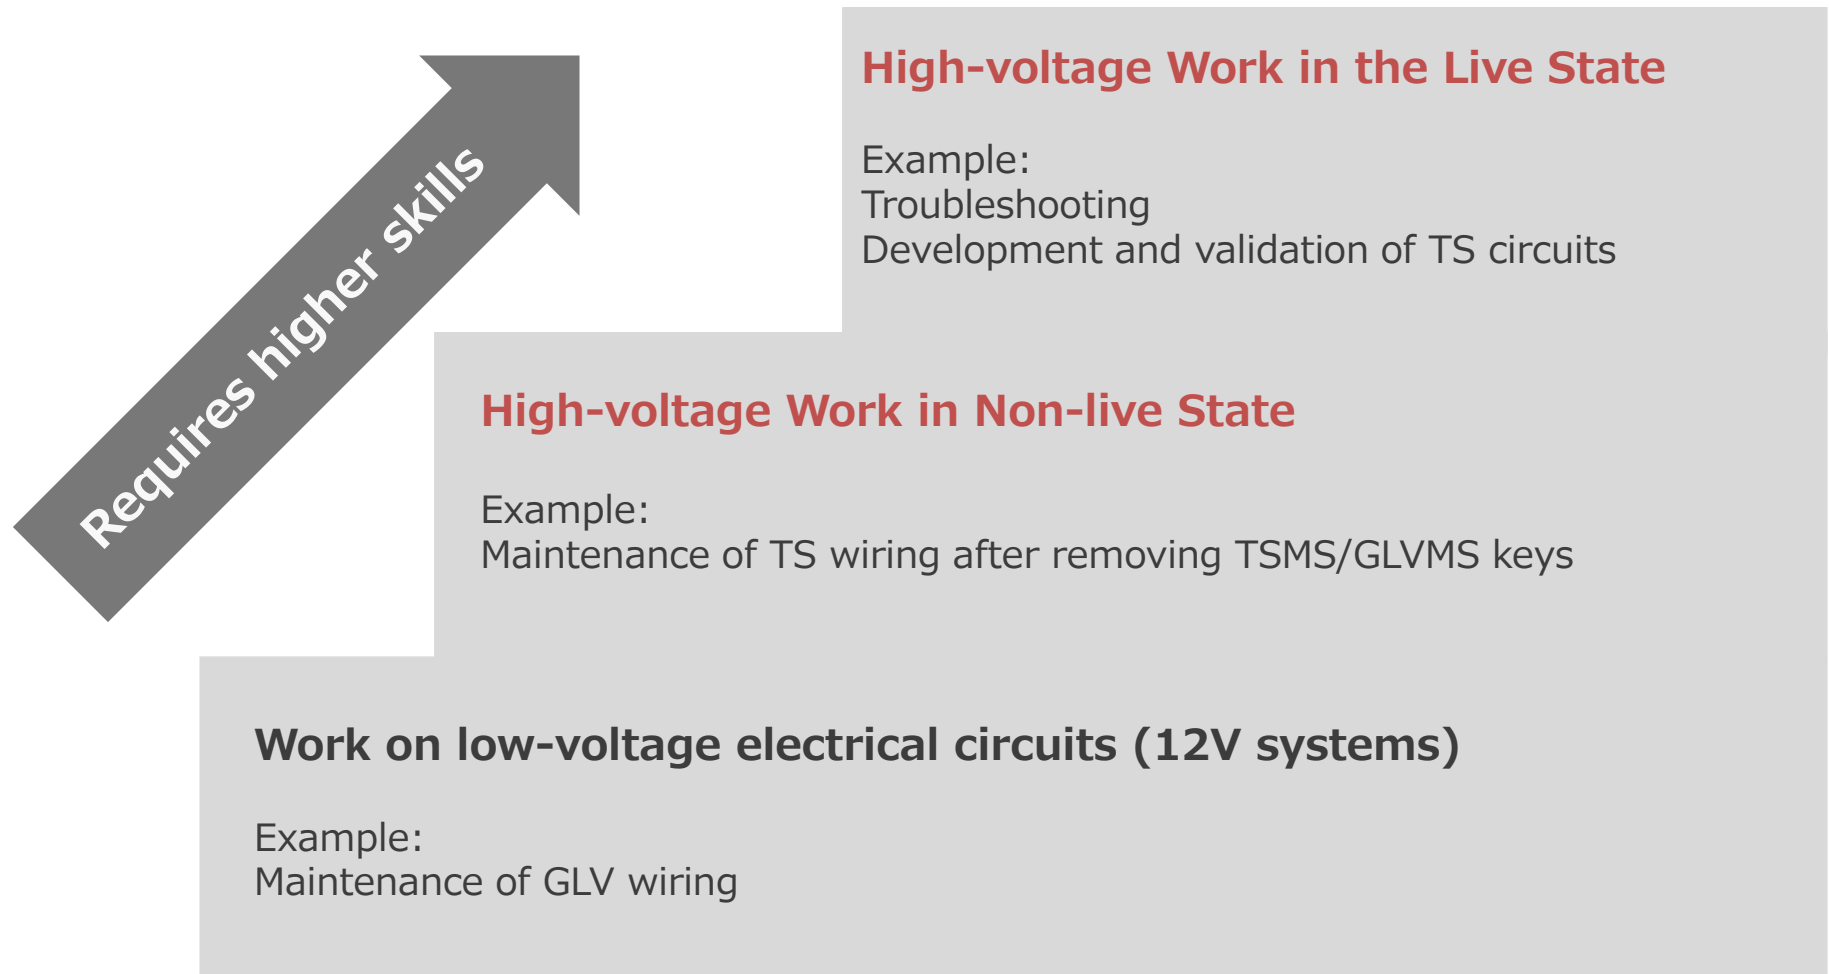 High-voltage Work in the Live State
Example:
Troubleshooting
Development and validation of TS circuits
Requires higher skills
High-voltage Work in Non-live State
Example:
Maintenance of TS wiring after removing TSMS/GLVMS keys
Work on low-voltage electrical circuits (12V systems)
Example:
Maintenance of GLV wiring